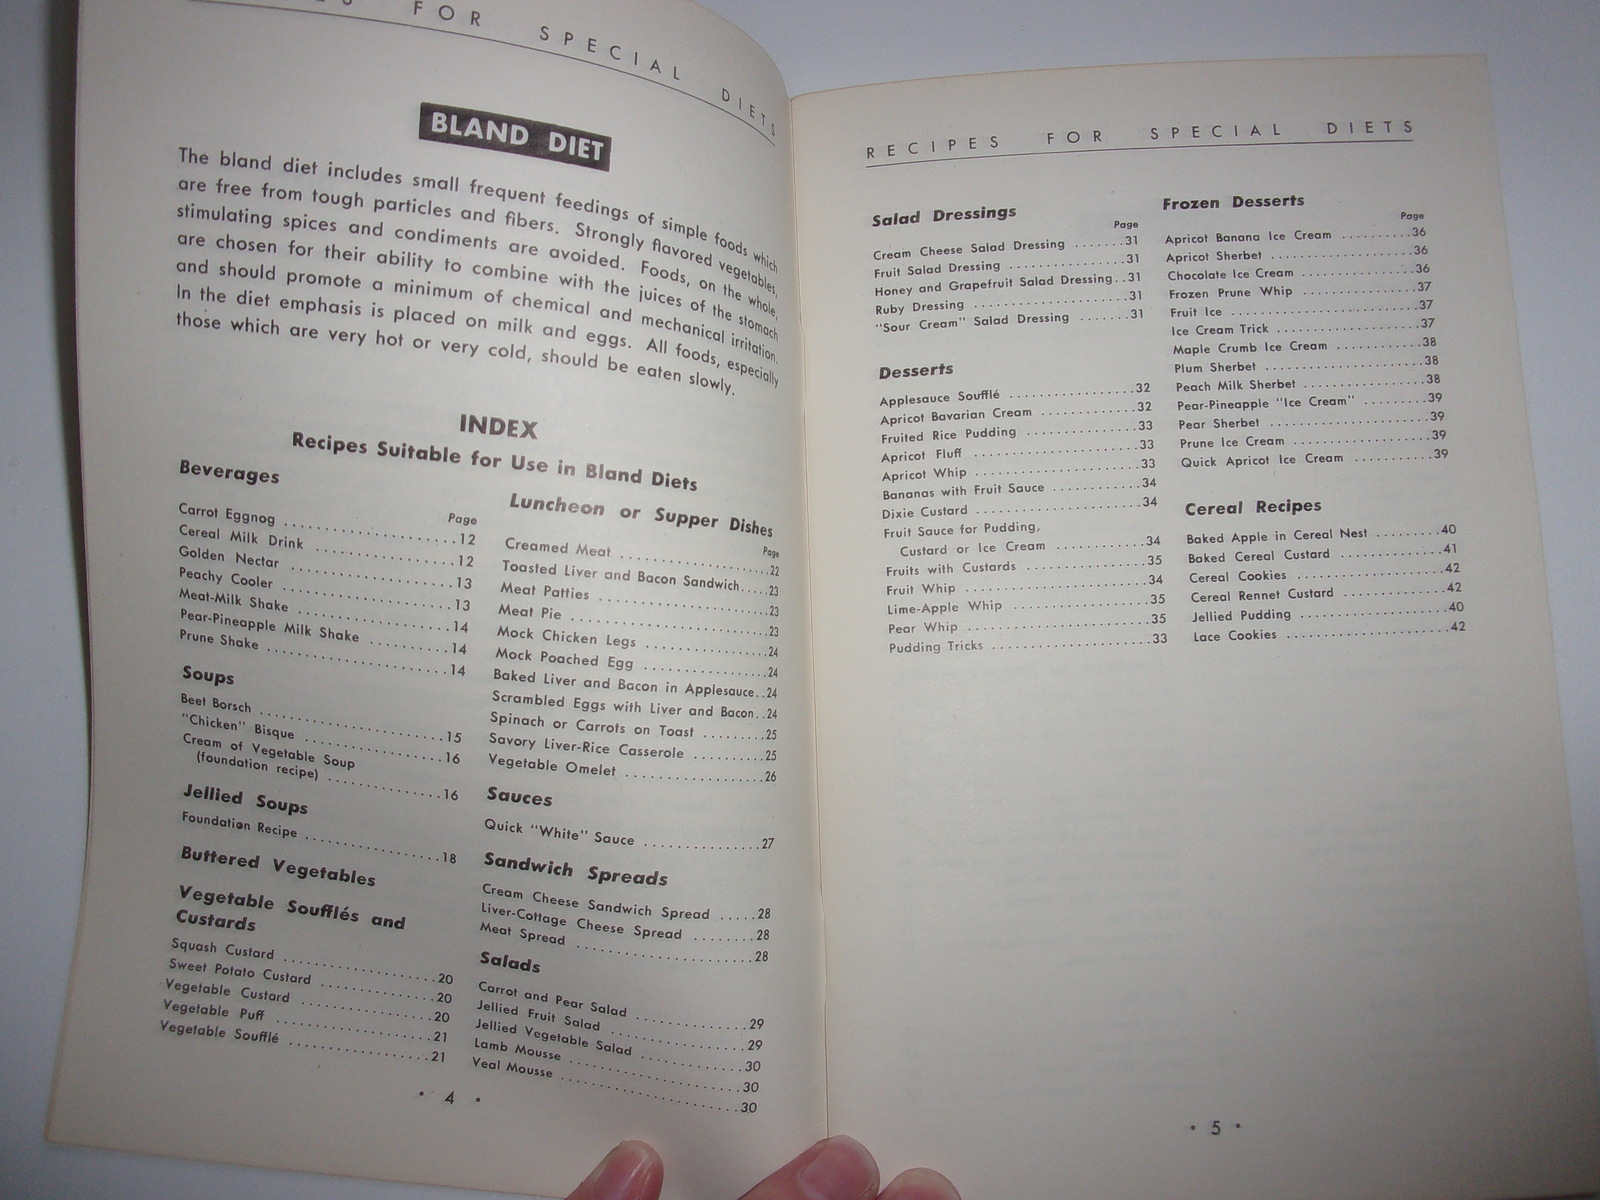 FOR SPECIAL DIETS
BLAND DIET
The bland diet includes small frequent feedings of simple foods which
are free from tough particles and fibers. Strongly flavored vegetables,
stimulating spices and condiments are avoided. Foods, on the whole,
are chosen for their ability to combine with the juices of the stomach
and should promote a minimum of chemical and mechanical irritation.
In the diet emphasis is placed on milk and eggs. All foods, especially
those which are very hot or very cold, should be eaten slowly.
INDEX
Recipes Suitable for Use in Bland Diets
Beverages
Page
Carrot Eggnog ....................12
Cereal Milk Drink ................12
Golden Nectar ....................13
Peachy Cooler ....................13
Meat-Milk Shake ..................14
Pear-Pineapple Milk Shake ........14
Prune Shake ......................14
Soups
Beet Borsch ......................15
"Chicken" Bisque .................16
Cream of Vegetable Soup
(foundation recipe) ..............16
Jellied Soups
Foundation Recipe ................18
Buttered Vegetables
Vegetable Soufflés and
Custards
Squash Custard ...................20
Sweet Potato Custard .............20
Vegetable Custard ................20
Vegetable Puff ...................21
Vegetable Soufflé ................21
Luncheon or Supper Dishes
Page
Creamed Meat .....................22
Toasted Liver and Bacon Sandwich.....23
Meat Patties .....................23
Meat Pie .........................23
Mock Chicken Legs ................24
Mock Poached Egg .................24
Baked Liver and Bacon in Applesauce..24
Scrambled Eggs with Liver and Bacon..24
Spinach or Carrots on Toast .........25
Savory Liver-Rice Casserole .........25
Vegetable Omelet .................26
Sauces
Quick "White" Sauce ..............27
Sandwich Spreads
Cream Cheese Sandwich Spread .....28
Liver-Cottage Cheese Spread ........28
Meat Spread ......................28
Salads
Carrot and Pear Salad ............29
Jellied Fruit Salad ..............29
Jellied Vegetable Salad ..........30
Lamb Mousse ......................30
Veal Mousse ......................30
• 4 •
RECIPES FOR SPECIAL DIETS
Salad Dressings
Page
Cream Cheese Salad Dressing .......31
Fruit Salad Dressing ..............31
Honey and Grapefruit Salad Dressing..31
Ruby Dressing ....................31
"Sour Cream" Salad Dressing ......31
Desserts
Applesauce Soufflé ...............32
Apricot Bavarian Cream ...........32
Fruited Rice Pudding .............33
Apricot Fluff ....................33
Apricot Whip .....................33
Bananas with Fruit Sauce .........34
Dixie Custard ....................34
Fruit Sauce for Pudding,
Custard or Ice Cream .............34
Fruits with Custards .............35
Fruit Whip .......................34
Lime-Apple Whip ..................35
Pear Whip ........................35
Pudding Tricks ...................33
Frozen Desserts
Page
Apricot Banana Ice Cream .........36
Apricot Sherbet ..................36
Chocolate Ice Cream ..............36
Frozen Prune Whip ................37
Fruit Ice ........................37
Ice Cream Trick ..................37
Maple Crumb Ice Cream ............38
Plum Sherbet .....................38
Peach Milk Sherbet ...............38
Pear-Pineapple "Ice Cream" .......39
Pear Sherbet .....................39
Prune Ice Cream ..................39
Quick Apricot Ice Cream ..........39
Cereal Recipes
Baked Apple in Cereal Nest .......40
Baked Cereal Custard .............41
Cereal Cookies ...................42
Cereal Rennet Custard ............42
Jellied Pudding ..................40
Lace Cookies .....................42
• 5 •